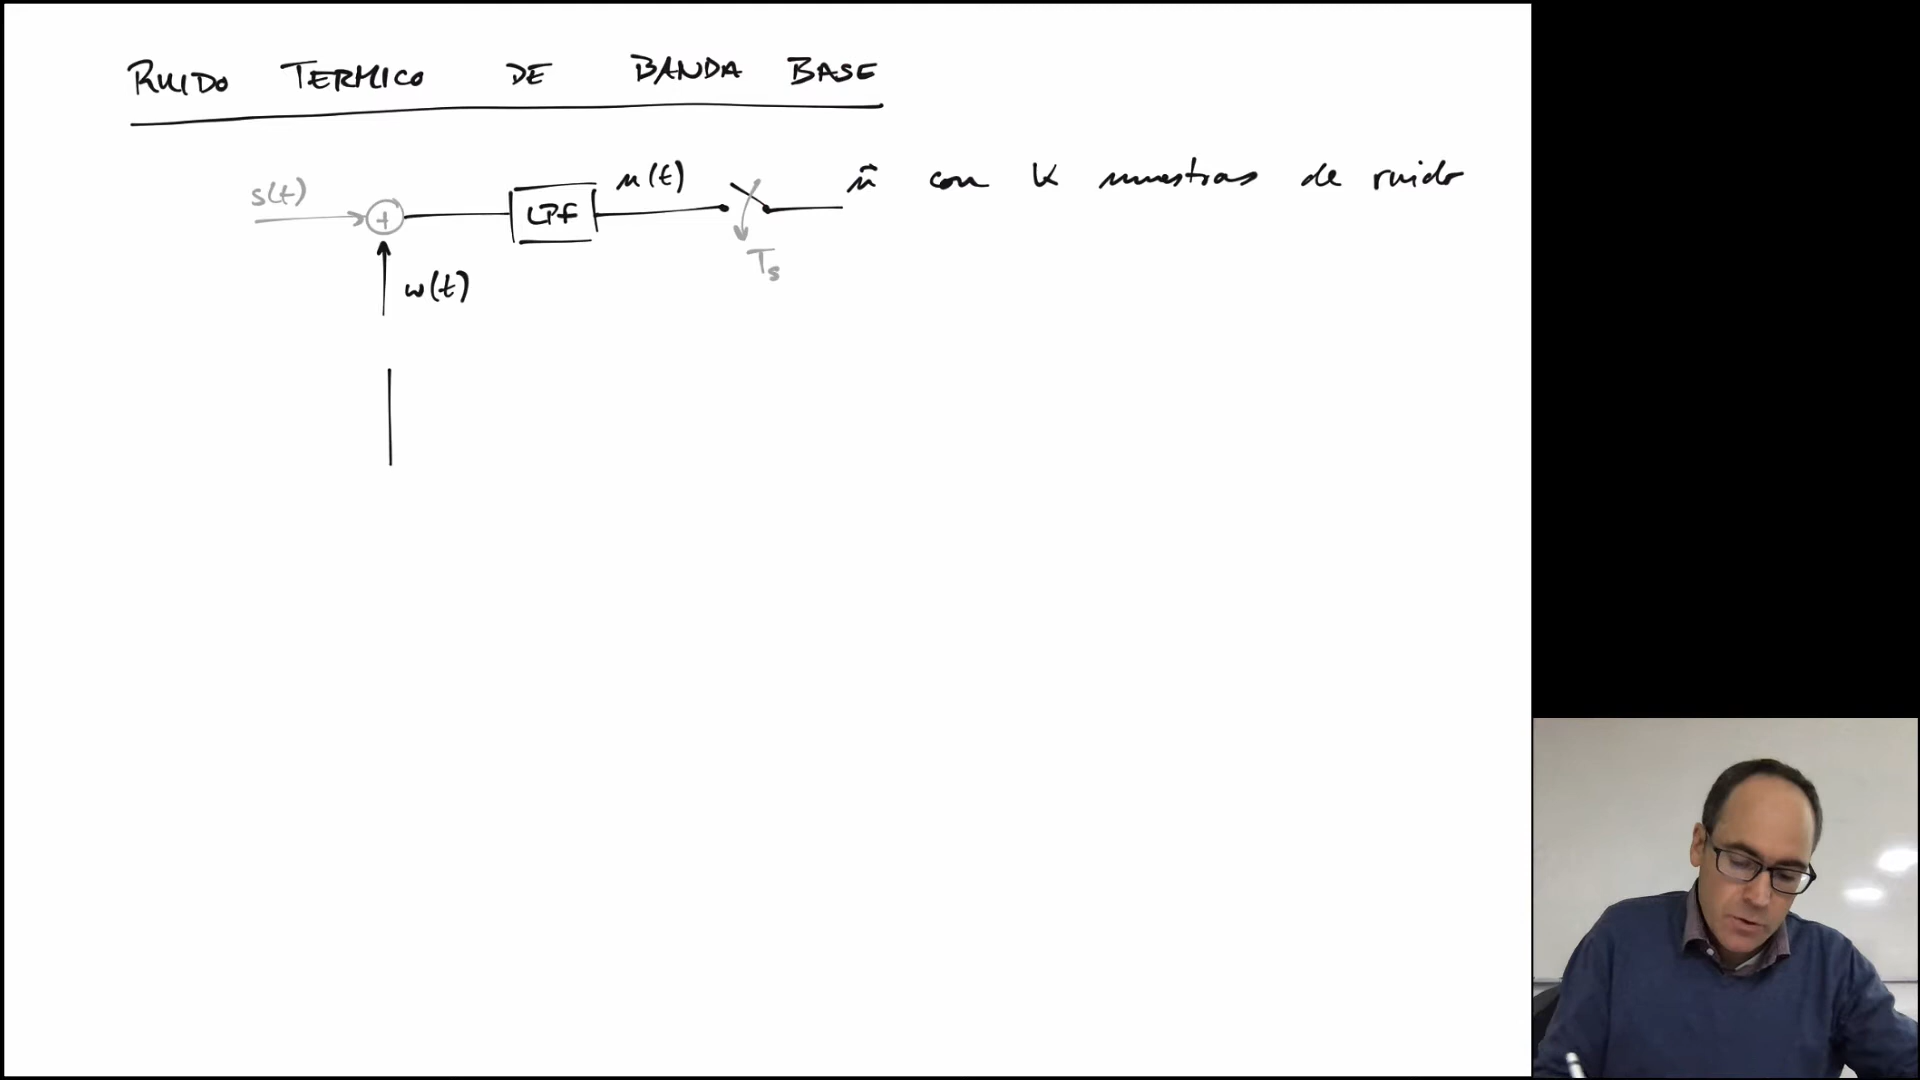 RUIDO TERMICO DE BANDA BASE
s(t) + LPF n(t) n⃗ con K muestras de ruido
Ts
w(t)